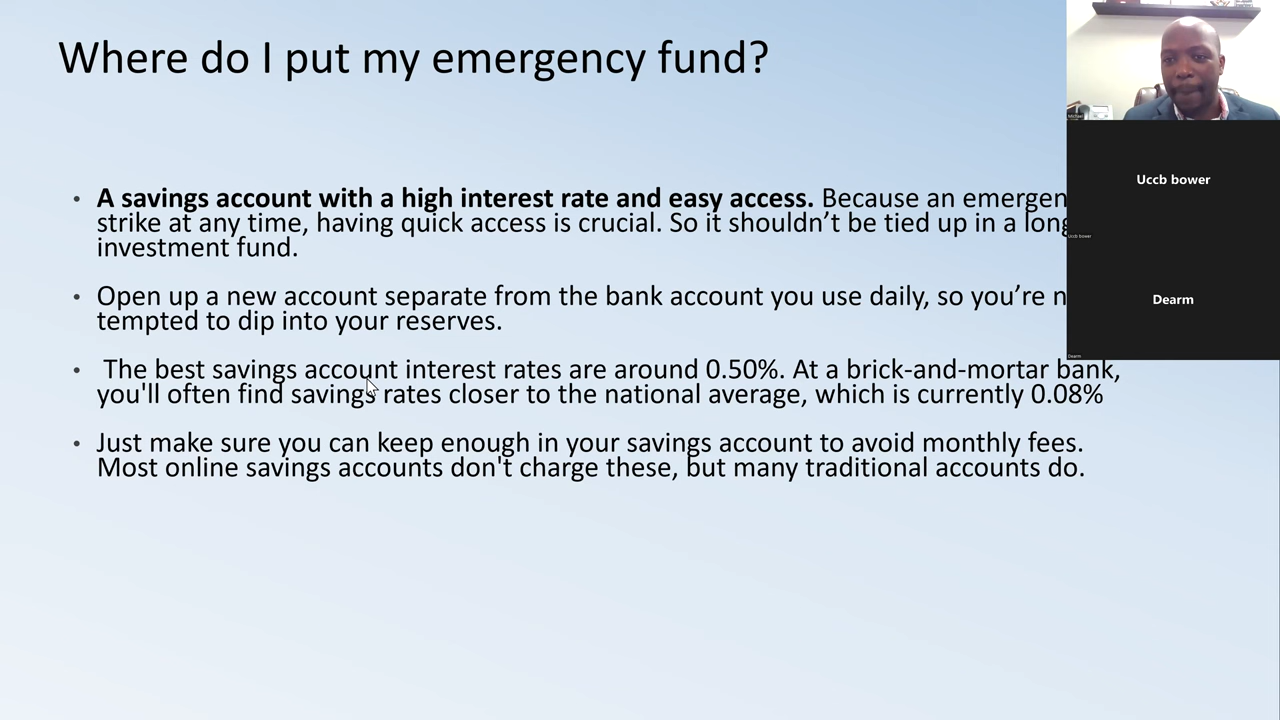 Where do I put my emergency fund?
• A savings account with a high interest rate and easy access. Because an
strike at any time, having quick access is crucial. So it shouldn’t be tied up in a
investment fund.
• Open up a new account separate from the bank account you use daily, so you’re
tempted to dip into your reserves.
• The best savings account interest rates are around 0.50%. At a brick-and-mortar bank,
you'll often find savings rates closer to the national average, which is currently 0.08%
• Just make sure you can keep enough in your savings account to avoid monthly fees.
Most online savings accounts don't charge these, but many traditional accounts do.
Michael
Uccb bower
Uccb bower
Dearm
Dearm